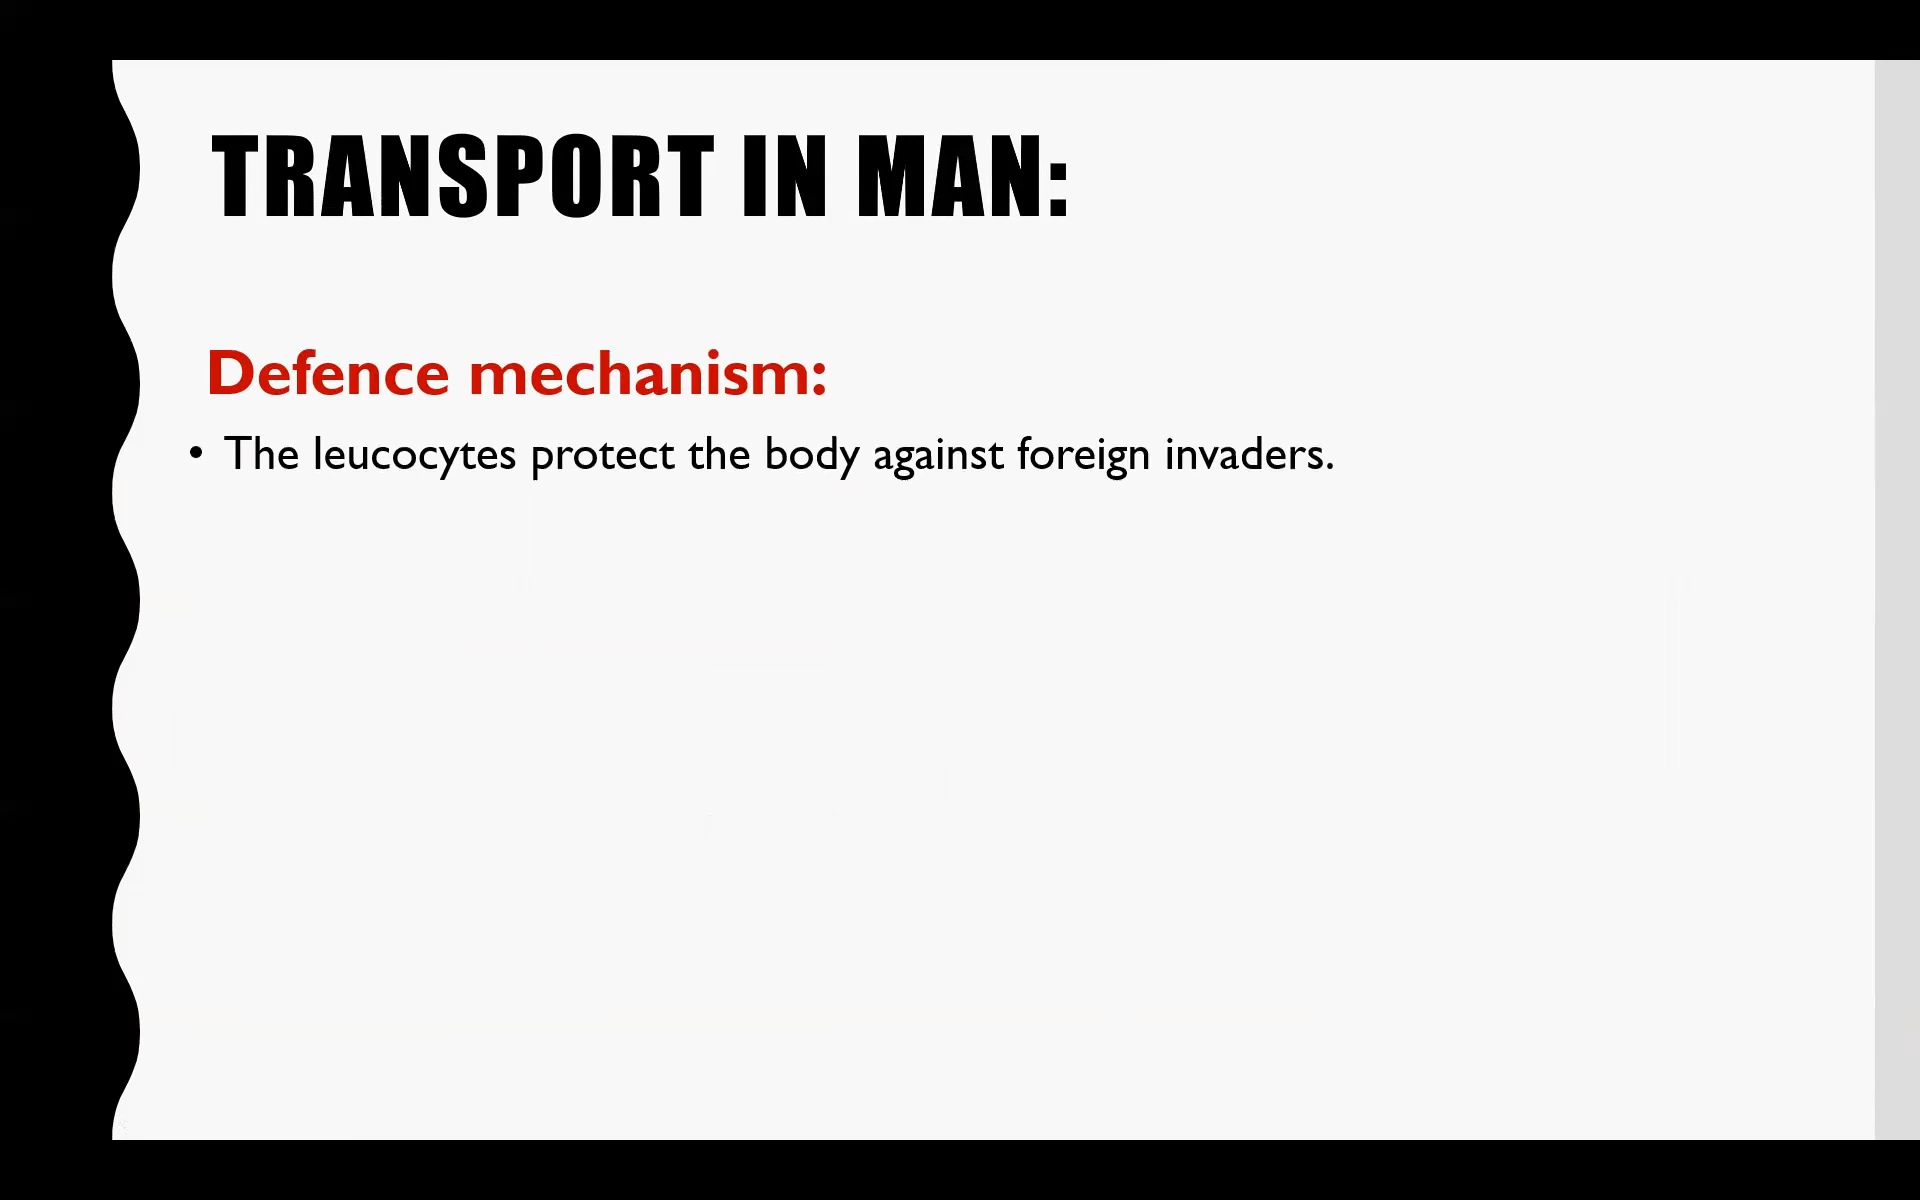 TRANSPORT IN MAN:
Defence mechanism:
• The leucocytes protect the body against foreign invaders.